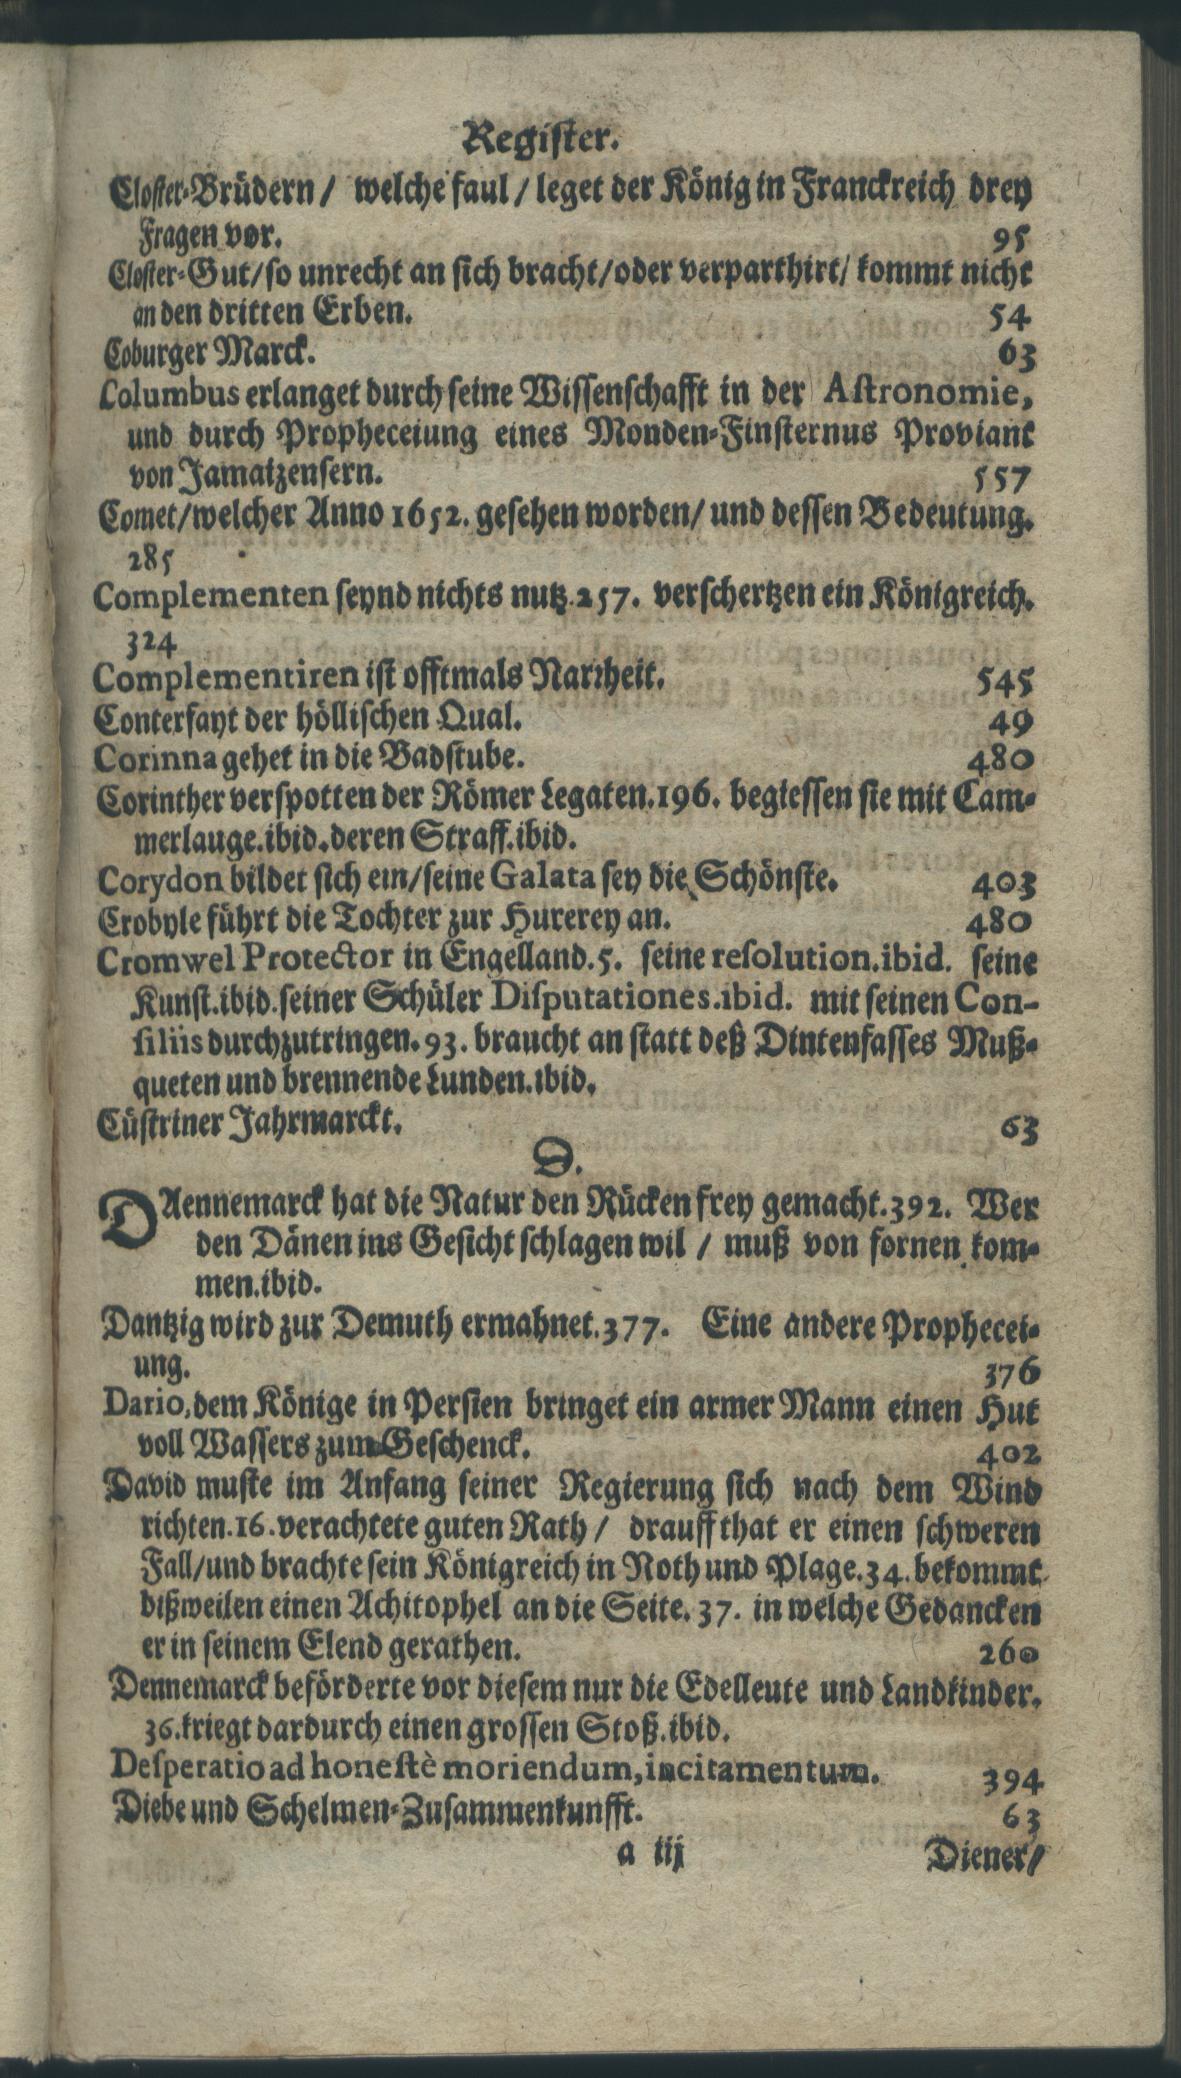 Register.
Closter-Brüdern/ welche faul/ leget der König in Franckreich drey
Fragen vor. 95
Closter-Gut/so unrecht an sich bracht/oder verparthirt/ kommt nicht
an den dritten Erben. 54
Coburger Marck. 63
Columbus erlanget durch seine Wissenschafft in der Astronomie,
und durch Propheceiung eines Monden-Finsternus Proviant
von Jamaizensern. 557
Comet/welcher Anno 1652. gesehen worden/ und dessen Bedeutung.
285
Complementen seynd nichts nutz. 257. verschertzen ein Königreich.
324
Complementiren ist offtmals Narrheit. 545
Conterfayt der höllischen Qual. 49
Corinna gehet in die Badstube. 480
Corinther verspotten der Römer Legaten. 196. begiessen sie mit Cam-
merlauge. ibid. deren Straff. ibid.
Corydon bildet sich ein/seine Galata sey die Schönste. 403
Crobyle führt die Tochter zur Hurerey an. 480
Cromwel Protector in Engelland. 5. seine resolution. ibid. seine
Kunst. ibid. seiner Schüler Disputationes. ibid. mit seinen Con-
siliis durchzutringen. 93. braucht an statt deß Dintenfasses Muß-
queten und brennende Lunden. ibid.
Cüstriner Jahrmarckt. 63
D.
DAennemarck hat die Natur den Rücken frey gemacht. 392. Wer
den Dänen ins Gesicht schlagen wil / muß von fornen kom-
men. ibid.
Dantzig wird zur Demuth ermahnet. 377. Eine andere Prophecei-
ung. 376
Dario, dem Könige in Persien bringet ein armer Mann einen Hut
voll Wassers zum Geschenck. 402
David muste im Anfang seiner Regierung sich nach dem Wind
richten. 16. verachtete guten Rath/ drauff that er einen schweren
Fall/und brachte sein Königreich in Noth und Plage. 34. bekommt
bißweilen einen Achitophel an die Seite. 37. in welche Gedancken
er in seinem Elend gerathen. 260
Dennemarck beförderte vor diesem nur die Edelleute und Landkinder.
36. kriegt dardurch einen grossen Stoß. ibid.
Desperatio ad honestè moriendum, incitamentum. 394
Diebe und Schelmen-Zusammenkunfft. 63
a iij Diener/